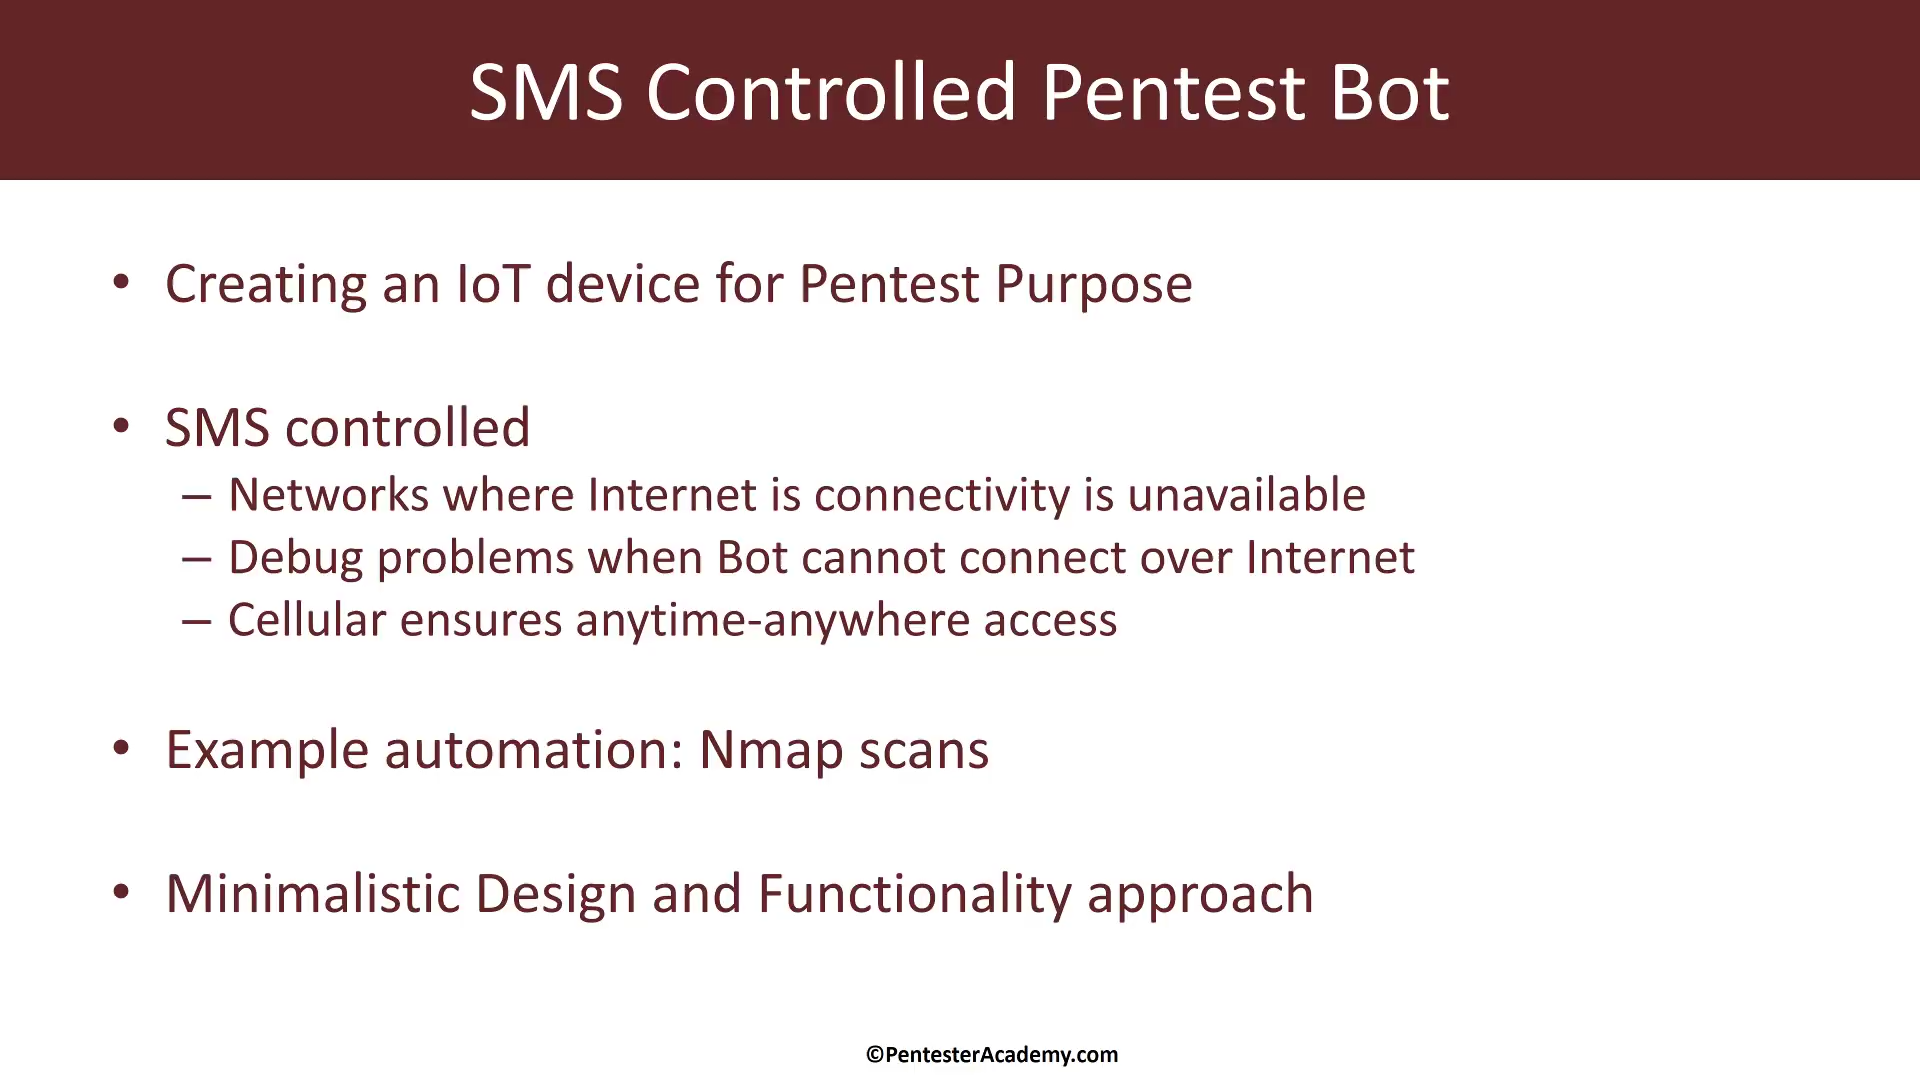 SMS Controlled Pentest Bot
• Creating an IoT device for Pentest Purpose
• SMS controlled
– Networks where Internet is connectivity is unavailable
– Debug problems when Bot cannot connect over Internet
– Cellular ensures anytime-anywhere access
• Example automation: Nmap scans
• Minimalistic Design and Functionality approach
©PentesterAcademy.com